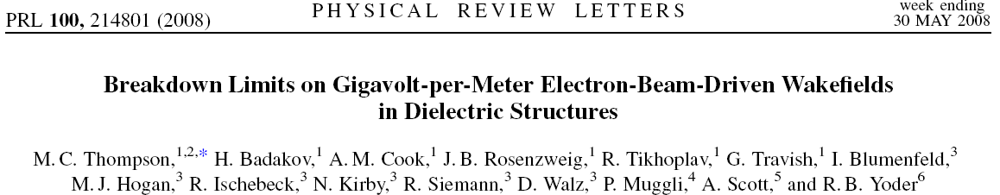 PRL 100, 214801 (2008)
PHYSICAL REVIEW LETTERS
week ending
30 MAY 2008
Breakdown Limits on Gigavolt-per-Meter Electron-Beam-Driven Wakefields
in Dielectric Structures
M. C. Thompson,1,2,* H. Badakov,1 A. M. Cook,1 J. B. Rosenzweig,1 R. Tikhoplav,1 G. Travish,1 I. Blumenfeld,3
M. J. Hogan,3 R. Ischebeck,3 N. Kirby,3 R. Siemann,3 D. Walz,3 P. Muggli,4 A. Scott,5 and R. B. Yoder6